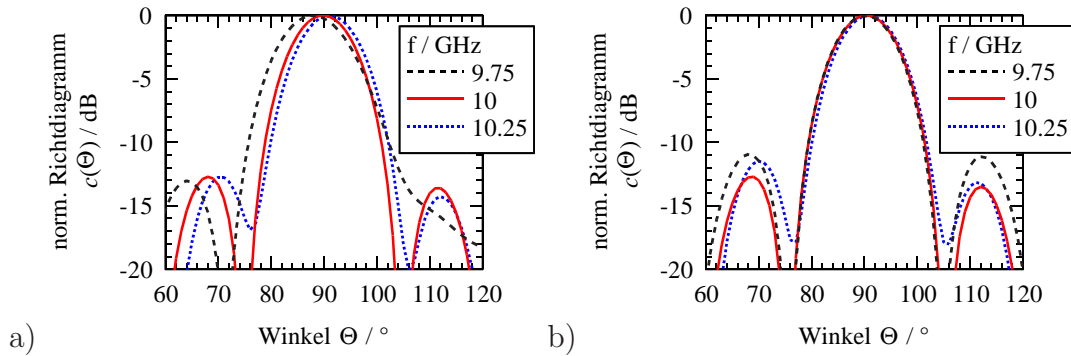 a)
norm. Richtdiagramm
c(Θ) / dB
0
-5
-10
-15
-20
60 70 80 90 100 110 120
Winkel Θ / °
f / GHz
9.75
10
10.25
b)
norm. Richtdiagramm
c(Θ) / dB
0
-5
-10
-15
-20
60 70 80 90 100 110 120
Winkel Θ / °
f / GHz
9.75
10
10.25